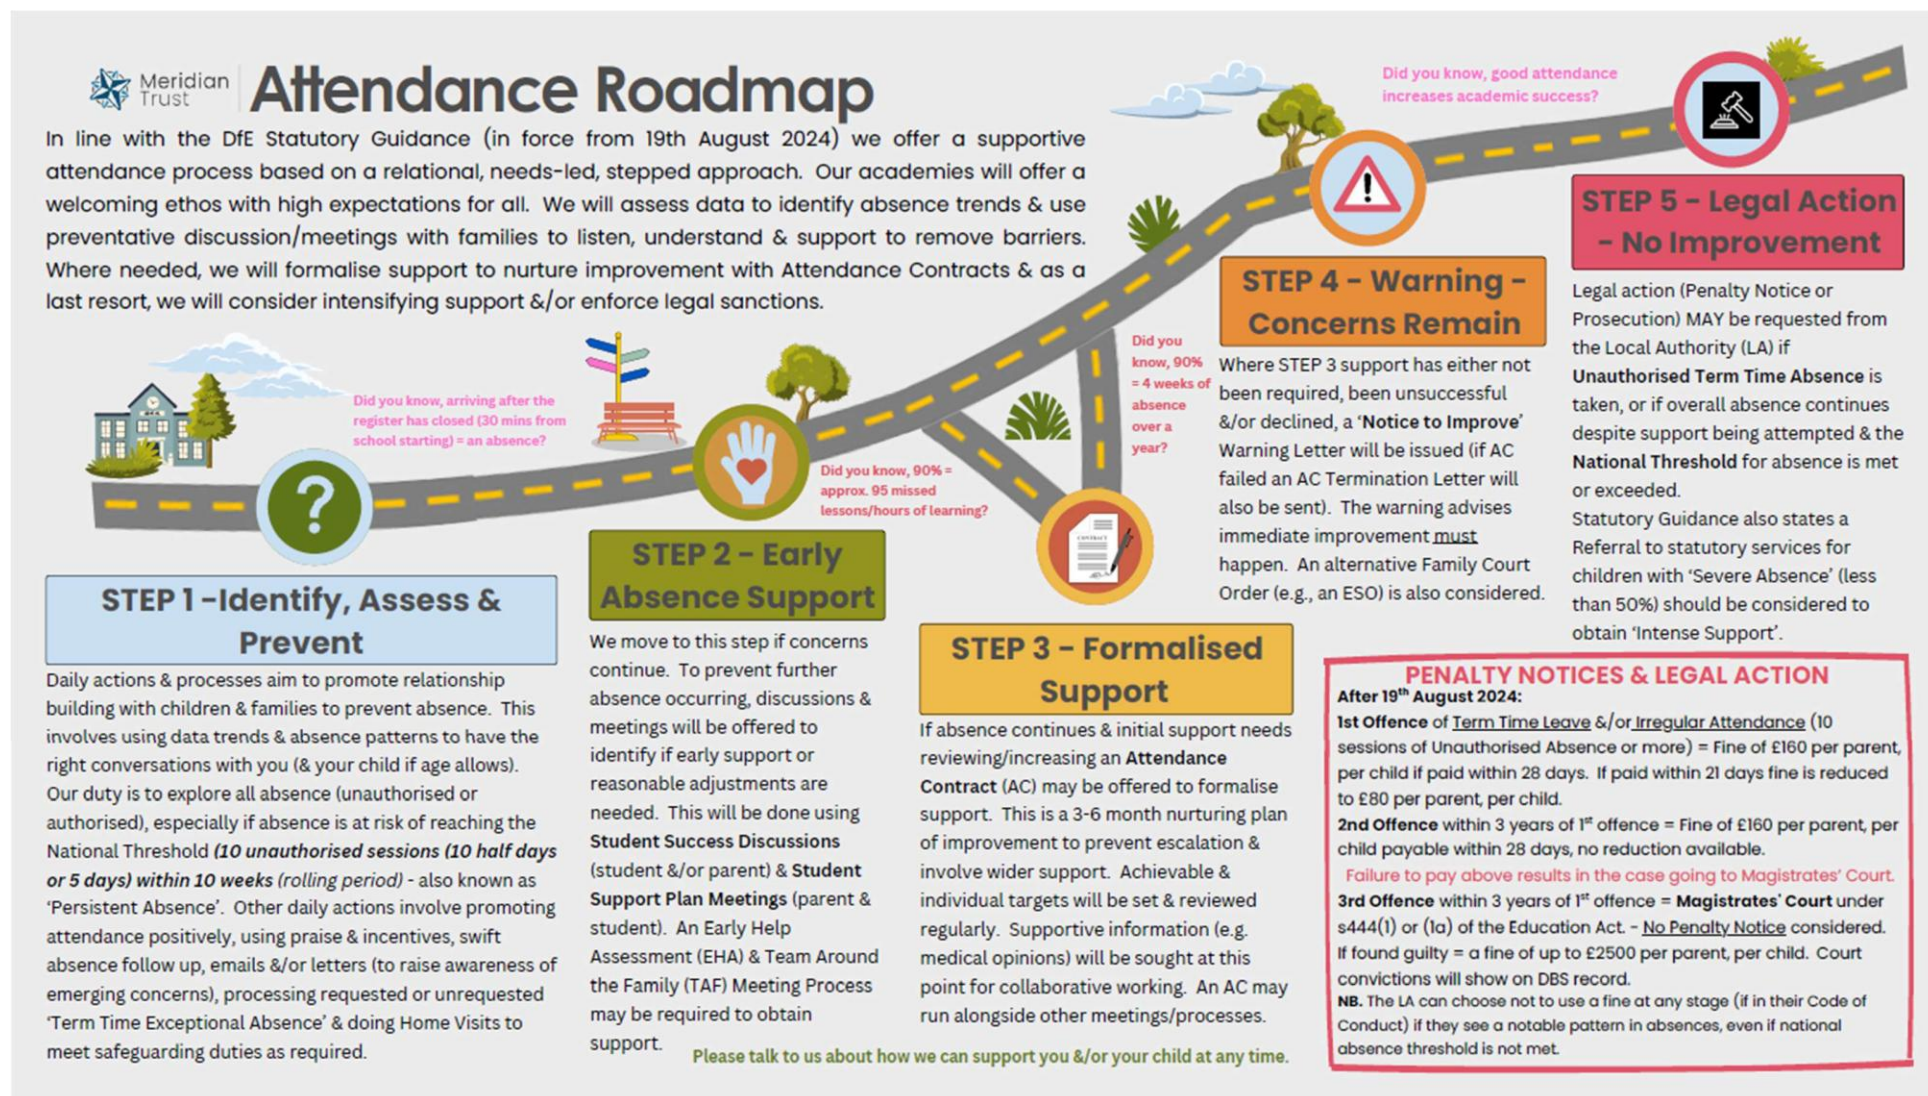 Meridian
Trust
Attendance Roadmap
In line with the DfE Statutory Guidance (in force from 19th August 2024) we offer a supportive
attendance process based on a relational, needs-led, stepped approach. Our academies will offer a
welcoming ethos with high expectations for all. We will assess data to identify absence trends & use
preventative discussion/meetings with families to listen, understand & support to remove barriers.
Where needed, we will formalise support to nurture improvement with Attendance Contracts & as a
last resort, we will consider intensifying support &/or enforce legal sanctions.
Did you know, arriving after the
register has closed (30 mins from
school starting) = an absence?
STEP 1 –Identify, Assess &
Prevent
Daily actions & processes aim to promote relationship
building with children & families to prevent absence. This
involves using data trends & absence patterns to have the
right conversations with you (& your child if age allows).
Our duty is to explore all absence (unauthorised or
authorised), especially if absence is at risk of reaching the
National Threshold (10 unauthorised sessions (10 half days
or 5 days) within 10 weeks (rolling period) - also known as
'Persistent Absence'. Other daily actions involve promoting
attendance positively, using praise & incentives, swift
absence follow up, emails &/or letters (to raise awareness of
emerging concerns), processing requested or unrequested
'Term Time Exceptional Absence' & doing Home Visits to
meet safeguarding duties as required.
Did you know, 90% =
approx. 95 missed
lessons/hours of learning?
STEP 2 - Early
Absence Support
We move to this step if concerns
continue. To prevent further
absence occurring, discussions &
meetings will be offered to
identify if early support or
reasonable adjustments are
needed. This will be done using
Student Success Discussions
(student &/or parent) & Student
Support Plan Meetings (parent &
student). An Early Help
Assessment (EHA) & Team Around
the Family (TAF) Meeting Process
may be required to obtain
support.
Did you
know, 90%
= 4 weeks of
absence
over a
year?
CONTRACT
STEP 3 - Formalised
Support
If absence continues & initial support needs
reviewing/increasing an Attendance
Contract (AC) may be offered to formalise
support. This is a 3-6 month nurturing plan
of improvement to prevent escalation &
involve wider support. Achievable &
individual targets will be set & reviewed
regularly. Supportive information (e.g.
medical opinions) will be sought at this
point for collaborative working. An AC may
run alongside other meetings/processes.
Please talk to us about how we can support you &/or your child at any time.
Did you know, good attendance
increases academic success?
STEP 4 - Warning -
Concerns Remain
Where STEP 3 support has either not
been required, been unsuccessful
&/or declined, a 'Notice to Improve'
Warning Letter will be issued (if AC
failed an AC Termination Letter will
also be sent). The warning advises
immediate improvement must
happen. An alternative Family Court
Order (e.g., an ESO) is also considered.
STEP 5 - Legal Action
- No Improvement
Legal action (Penalty Notice or
Prosecution) MAY be requested from
the Local Authority (LA) if
Unauthorised Term Time Absence is
taken, or if overall absence continues
despite support being attempted & the
National Threshold for absence is met
or exceeded.
Statutory Guidance also states a
Referral to statutory services for
children with 'Severe Absence' (less
than 50%) should be considered to
obtain 'Intense Support'.
PENALTY NOTICES & LEGAL ACTION
After 19th August 2024:
1st Offence of Term Time Leave &/or Irregular Attendance (10
sessions of Unauthorised Absence or more) = Fine of £160 per parent,
per child if paid within 28 days. If paid within 21 days fine is reduced
to £80 per parent, per child.
2nd Offence within 3 years of 1st offence = Fine of £160 per parent, per
child payable within 28 days, no reduction available.
Failure to pay above results in the case going to Magistrates' Court.
3rd Offence within 3 years of 1st offence = Magistrates' Court under
s444(1) or (1a) of the Education Act. - No Penalty Notice considered.
If found guilty = a fine of up to £2500 per parent, per child. Court
convictions will show on DBS record.
NB. The LA can choose not to use a fine at any stage (if in their Code of
Conduct) if they see a notable pattern in absences, even if national
absence threshold is not met.